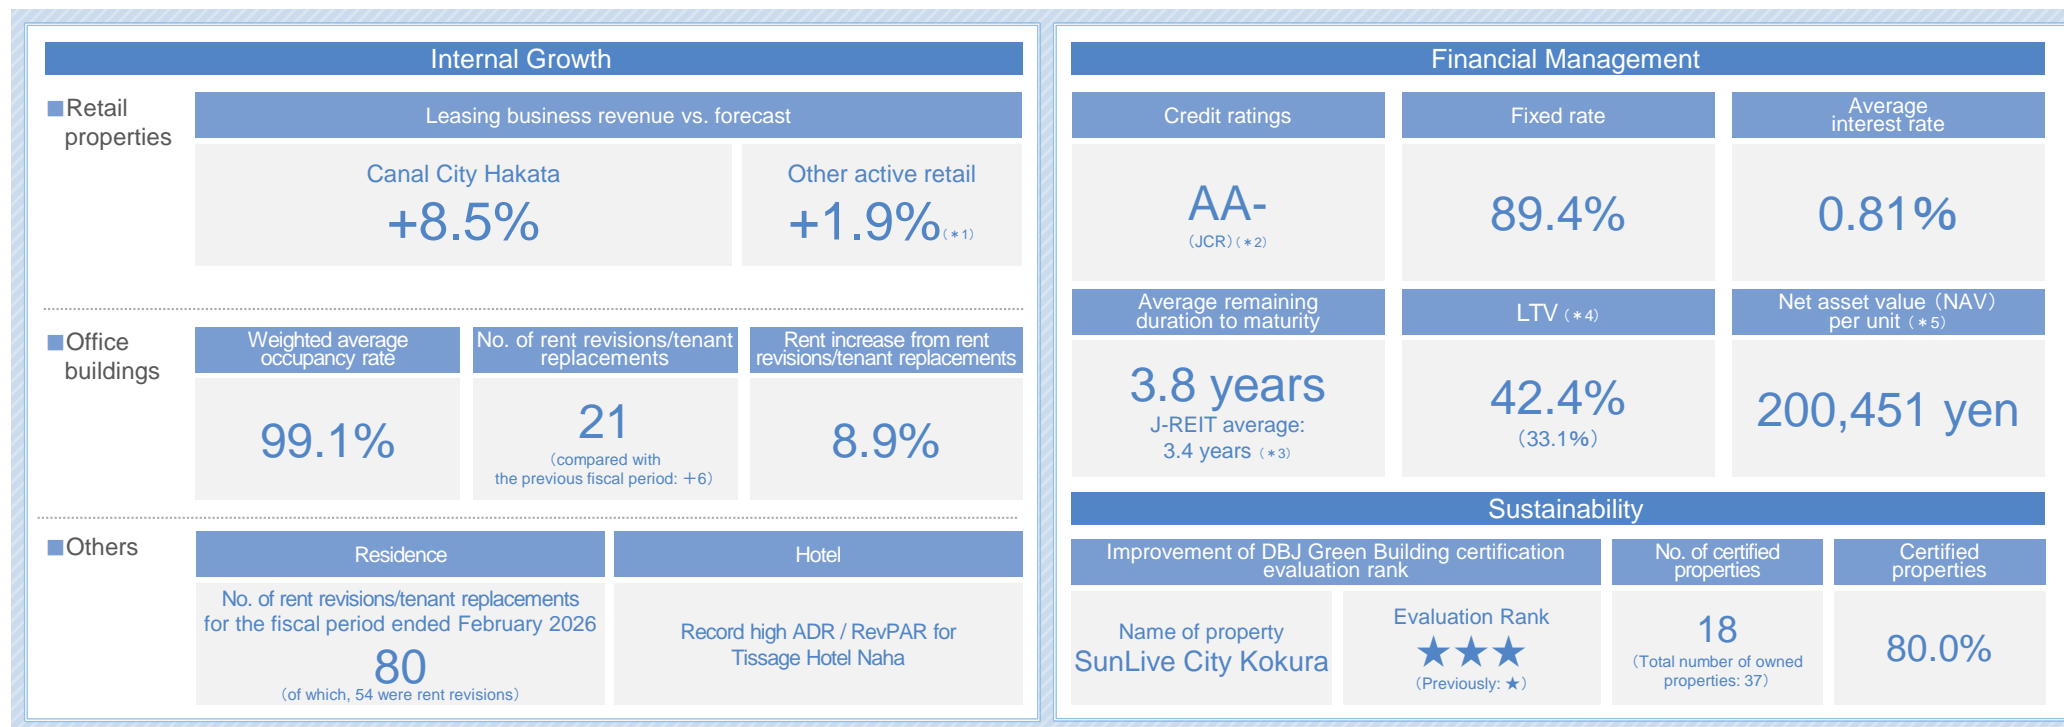 Internal Growth
■Retail
properties
Leasing business revenue vs. forecast
Canal City Hakata
+8.5%
Other active retail
+1.9%(*1)
■Office
buildings
Weighted average
occupancy rate
99.1%
No. of rent revisions/tenant
replacements
21
(compared with
the previous fiscal period: +6)
Rent increase from rent
revisions/tenant replacements
8.9%
■Others
Residence
No. of rent revisions/tenant replacements
for the fiscal period ended February 2026
80
(of which, 54 were rent revisions)
Hotel
Record high ADR / RevPAR for
Tissage Hotel Naha
Financial Management
Credit ratings
AA-
(JCR)(*2)
Fixed rate
89.4%
Average
interest rate
0.81%
Average remaining
duration to maturity
3.8 years
J-REIT average:
3.4 years (*3)
LTV (*4)
42.4%
(33.1%)
Net asset value (NAV)
per unit (*5)
200,451 yen
Sustainability
Improvement of DBJ Green Building certification
evaluation rank
Name of property
SunLive City Kokura
Evaluation Rank
★★★
(Previously: ★)
No. of certified
properties
18
(Total number of owned
properties: 37)
Certified
properties
80.0%